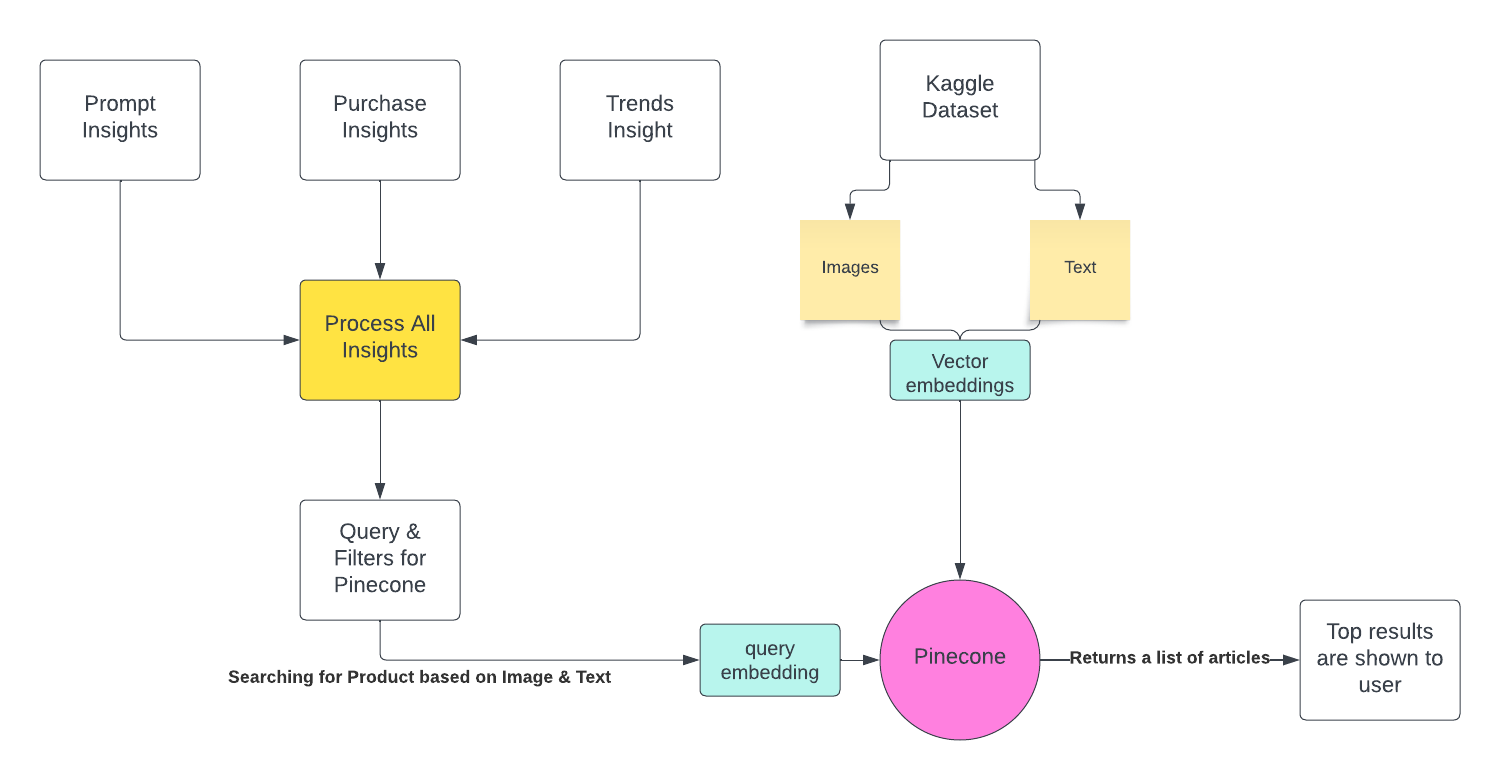 Prompt
Insights
Purchase
Insights
Trends
Insight
Kaggle
Dataset
Images
Text
Process All
Insights
Vector
embeddings
Query &
Filters for
Pinecone
Searching for Product based on Image & Text
query
embedding
Pinecone
Returns a list of articles
Top results
are shown to
user